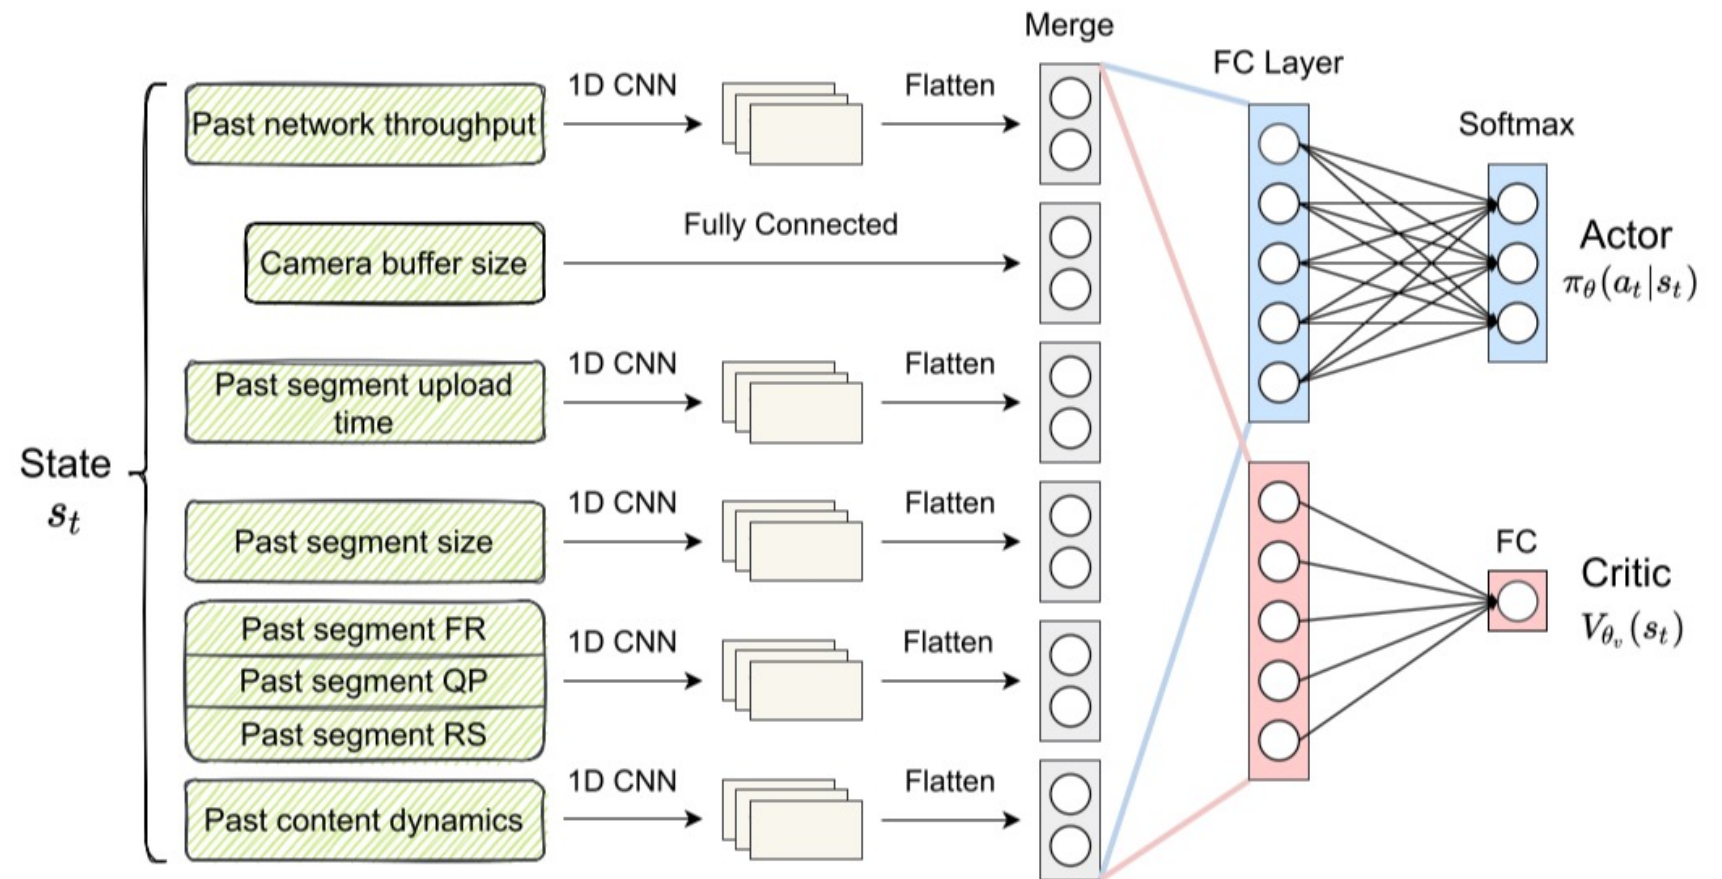 Merge
FC Layer
Softmax
1D CNN
Flatten
Past network throughput
Fully Connected
Camera buffer size
Actor
πθ(at|st)
1D CNN
Flatten
Past segment upload
time
State
st
1D CNN
Flatten
Past segment size
FC
Critic
Vθv(st)
Past segment FR
1D CNN
Flatten
Past segment QP
Past segment RS
1D CNN
Flatten
Past content dynamics